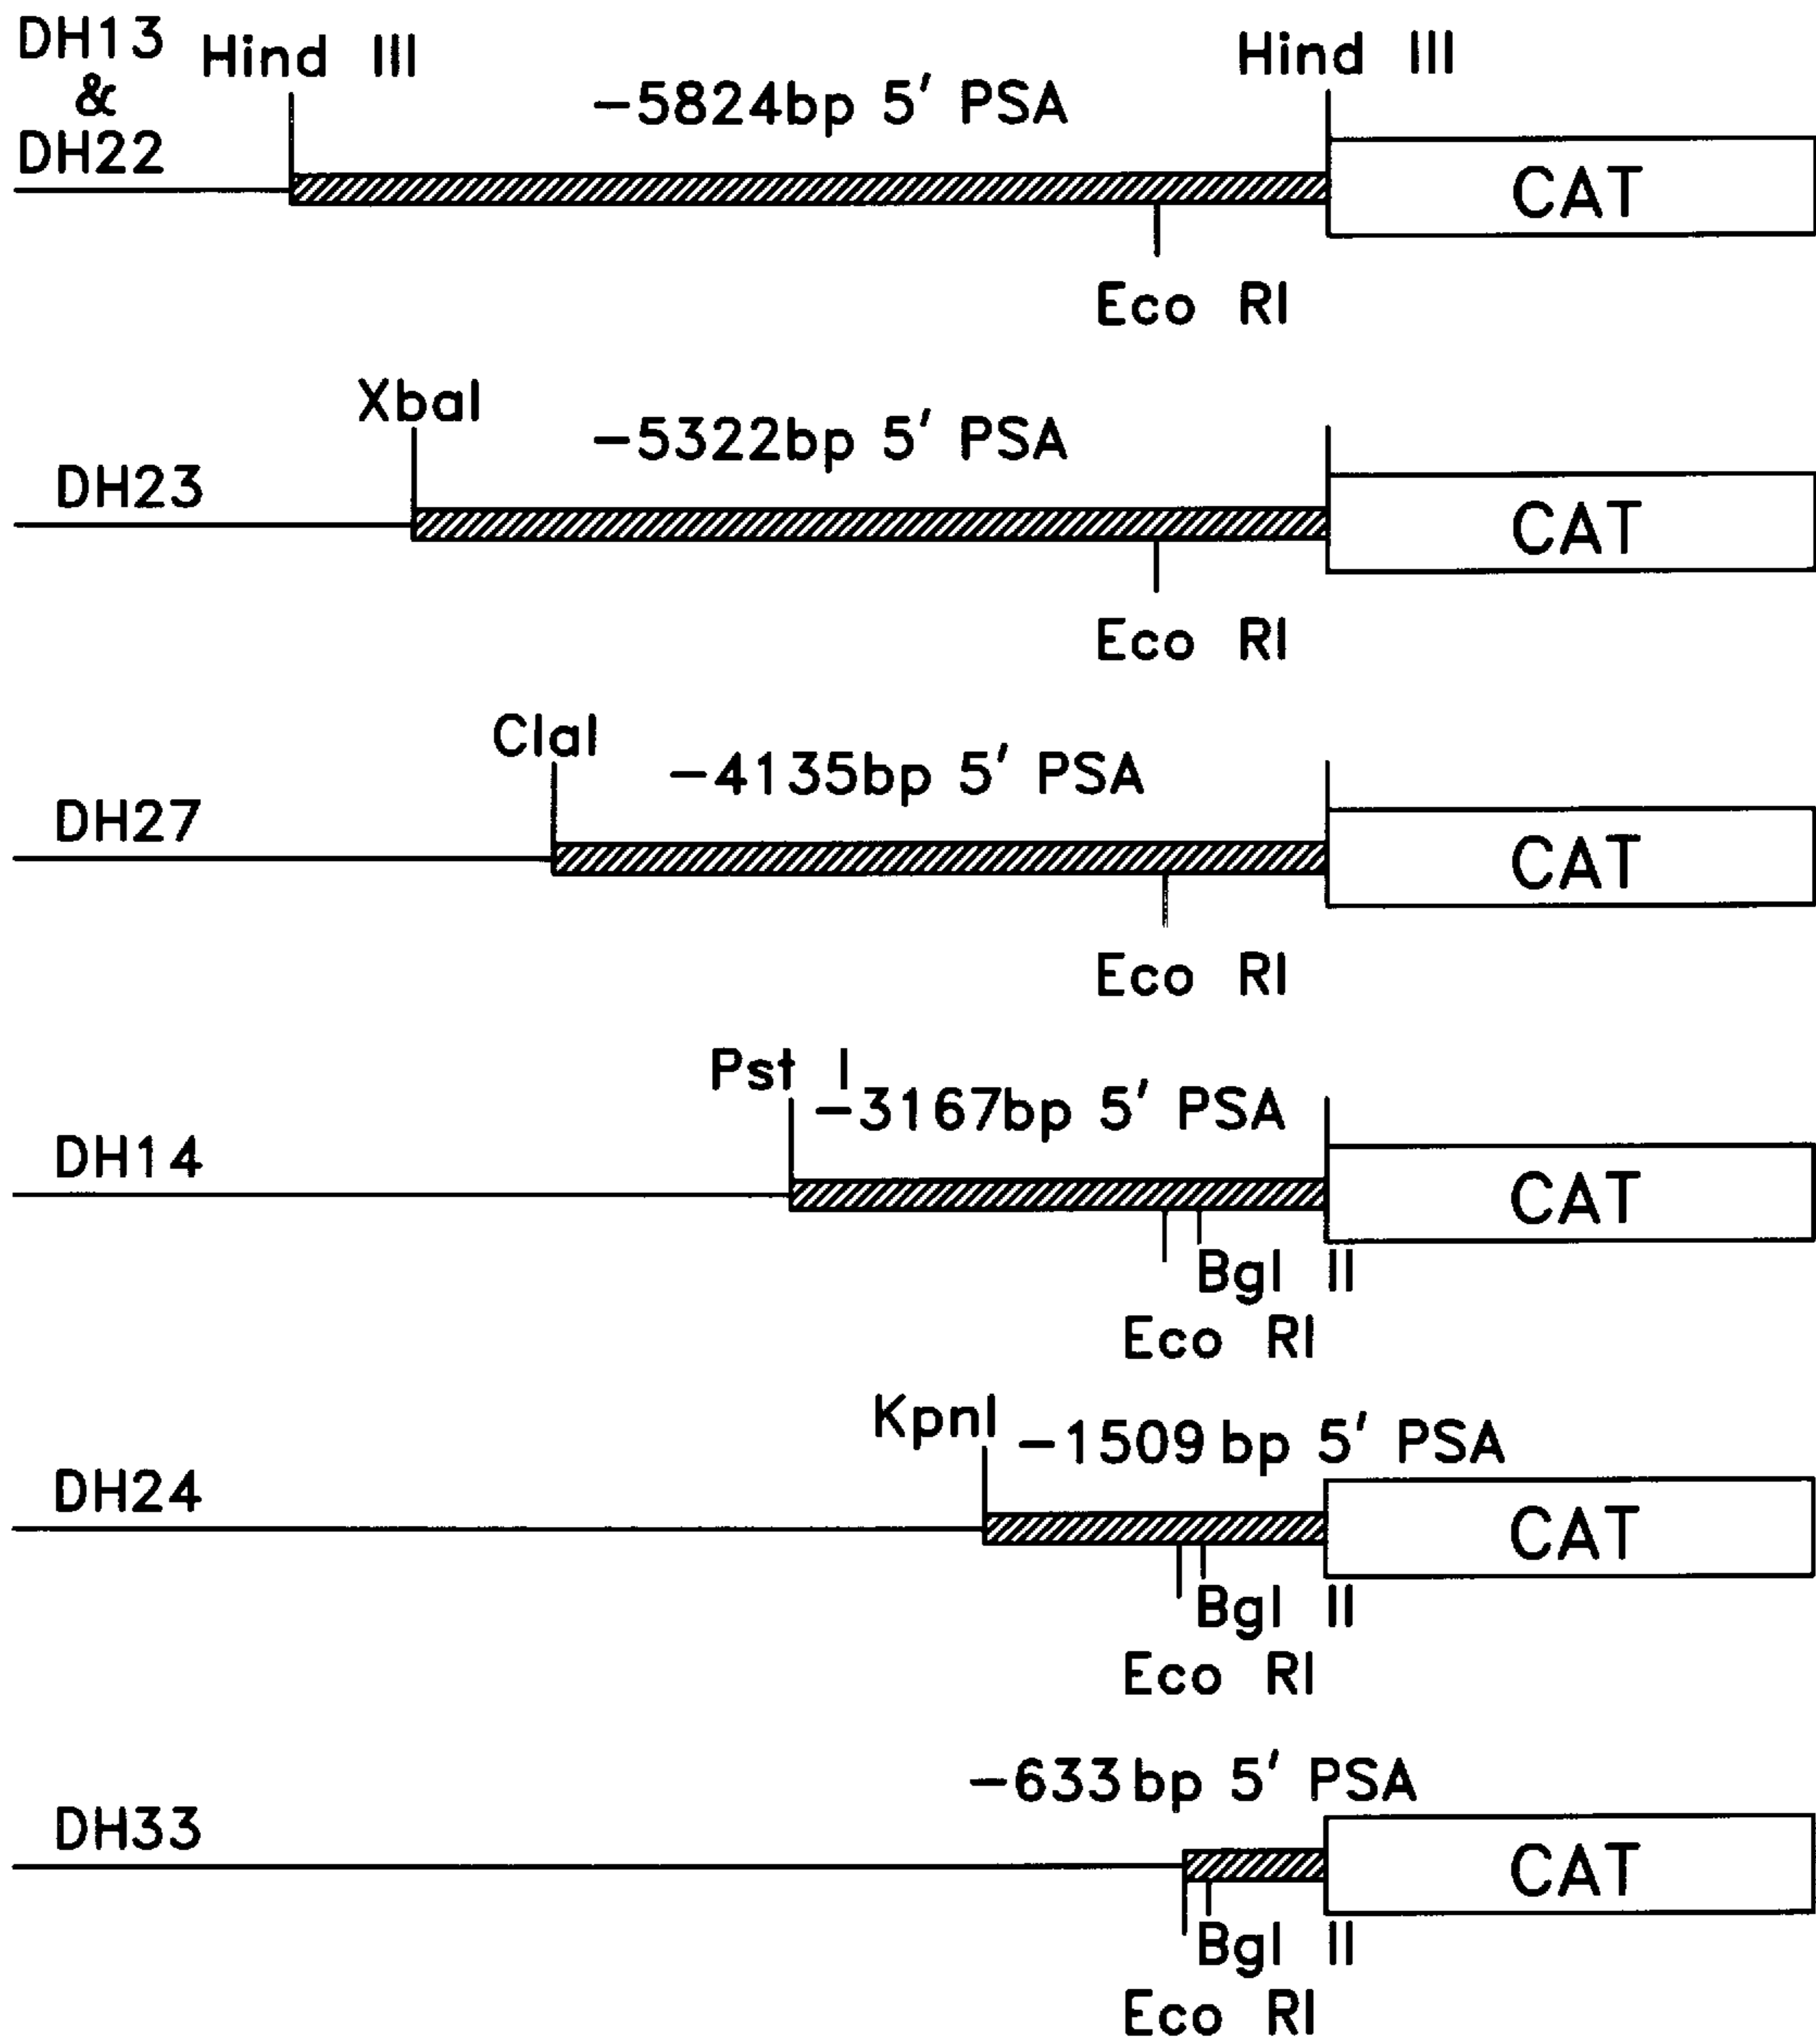 DH13
&
DH22
Hind III
-5824bp 5' PSA
Hind III
CAT
Eco RI
XbaI
-5322bp 5' PSA
DH23
CAT
Eco RI
ClaI
-4135bp 5' PSA
DH27
CAT
Eco RI
Pst I
-3167bp 5' PSA
DH14
CAT
Bgl II
Eco RI
KpnI
-1509 bp 5' PSA
DH24
CAT
Bgl II
Eco RI
-633 bp 5' PSA
DH33
CAT
Bgl II
Eco RI